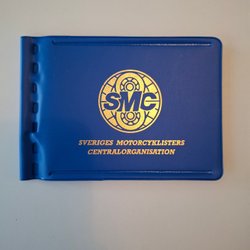 SMC
SVERIGES MOTORCYKLISTERS
CENTRALORGANISATION